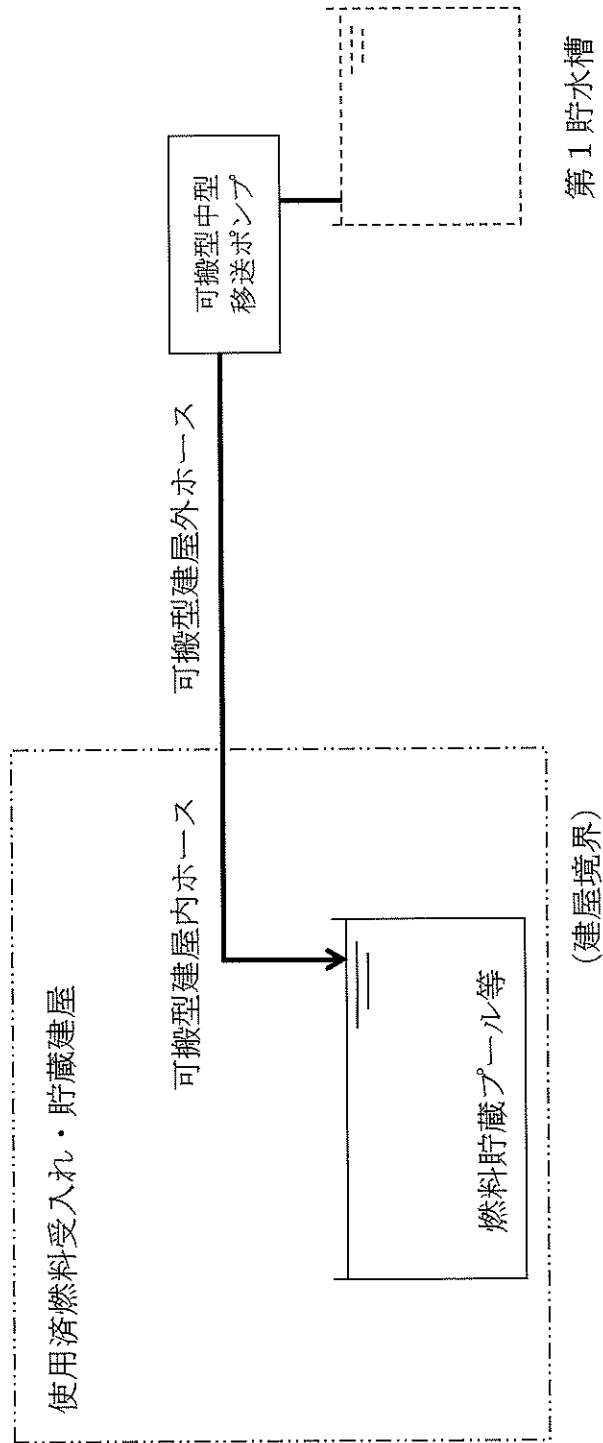 使用済燃料受入れ・貯蔵建屋
可搬型建屋内ホース
可搬型建屋外ホース
可搬型中型
移送ポンプ
燃料貯蔵プール等
第1貯水槽
(建屋境界)